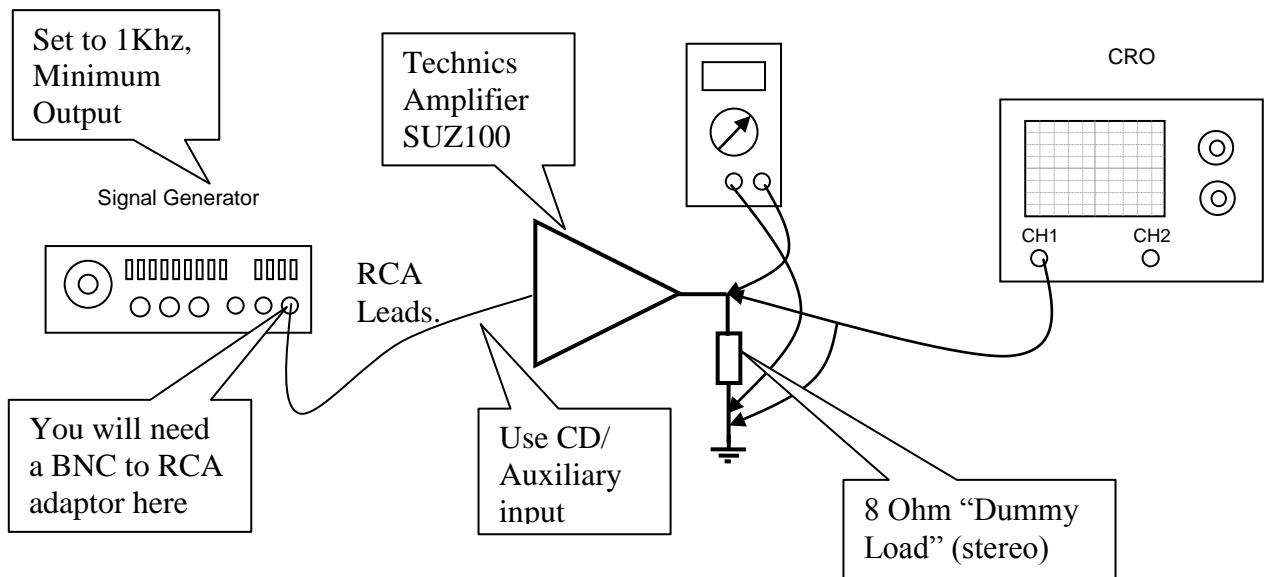 Set to 1Khz,
Minimum
Output
Signal Generator
Technics
Amplifier
SUZ100
CRO
CH1
CH2
RCA
Leads.
You will need
a BNC to RCA
adaptor here
Use CD/
Auxiliary
input
8 Ohm “Dummy
Load” (stereo)